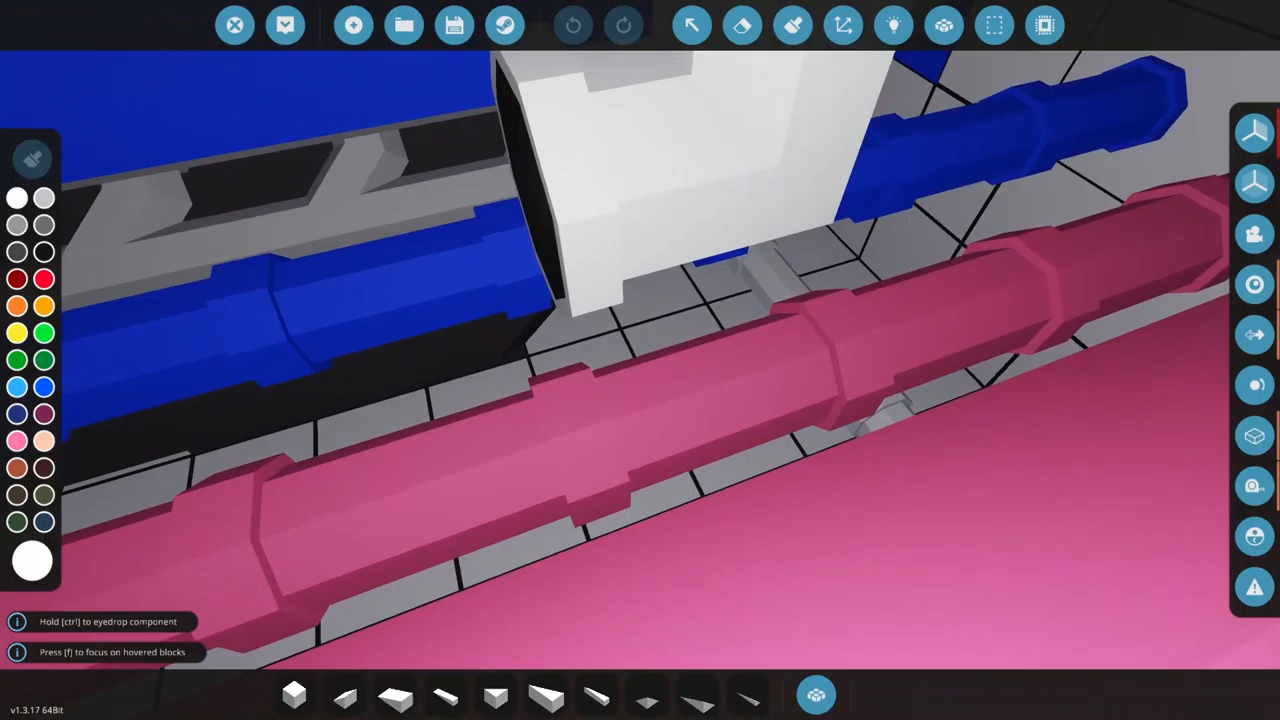 Hold [ctrl] to eyedrop component
Press [f] to focus on hovered blocks
v1.3.17 64Bit